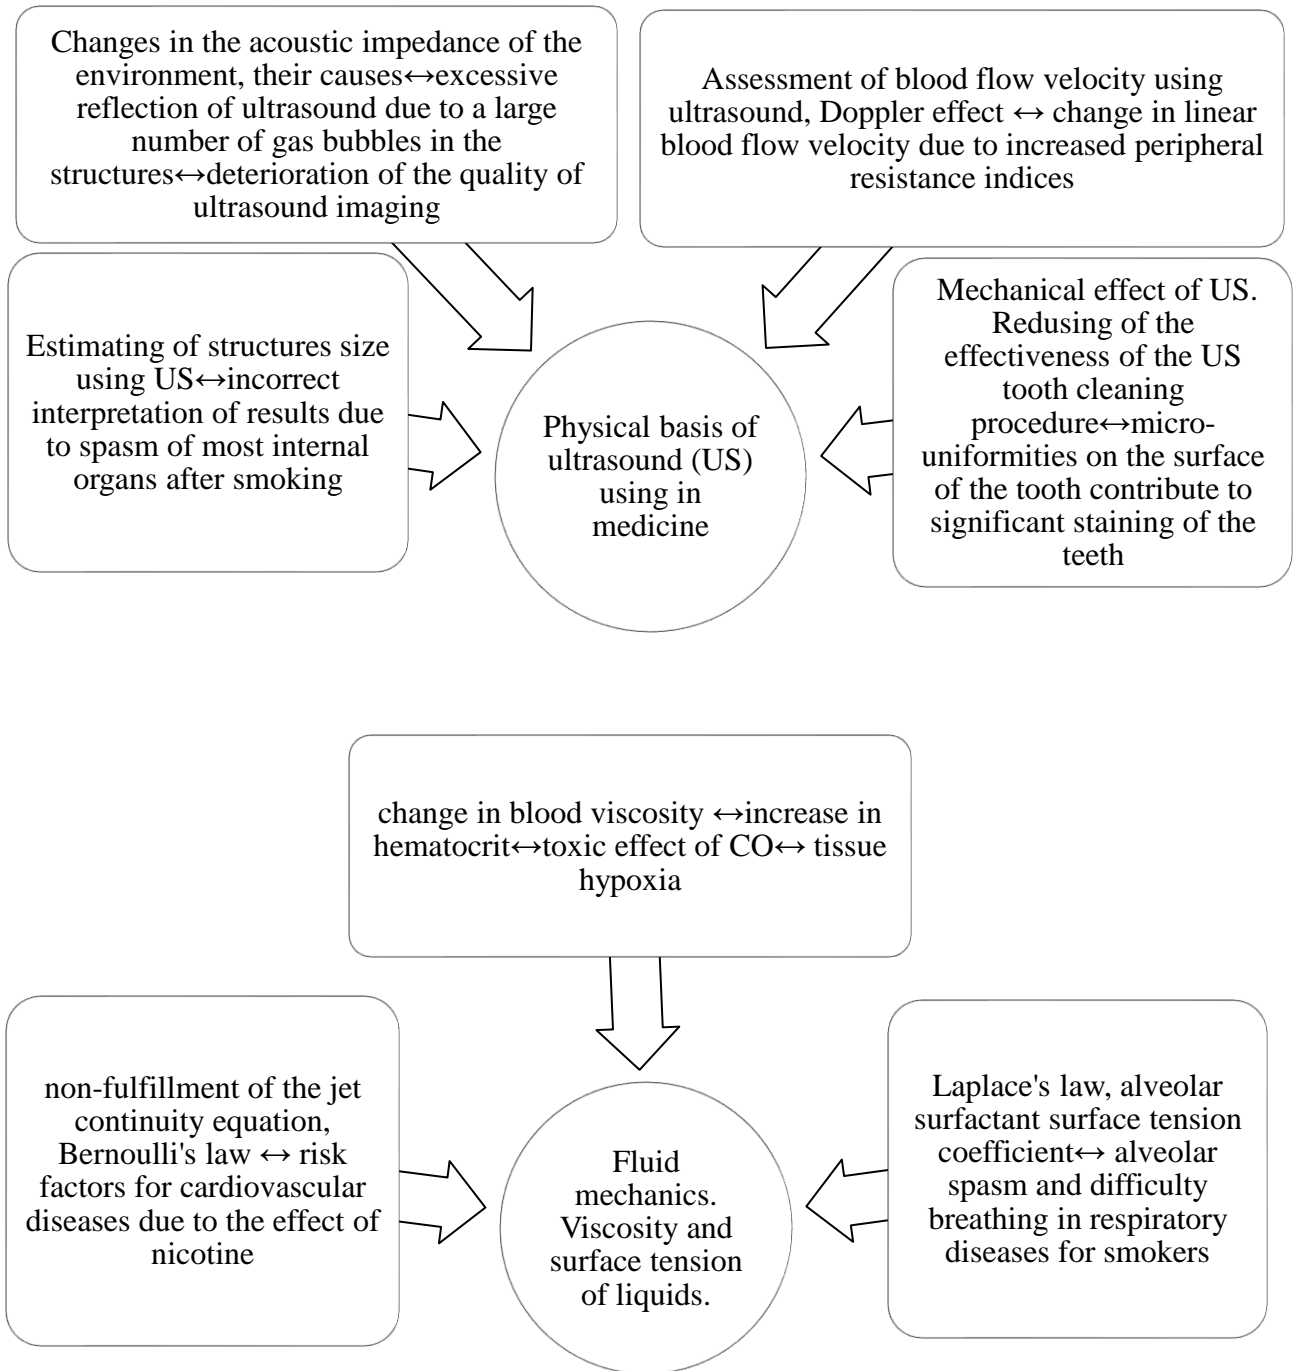 Changes in the acoustic impedance of the
environment, their causes↔excessive
reflection of ultrasound due to a large
number of gas bubbles in the
structures↔deterioration of the quality of
ultrasound imaging
Assessment of blood flow velocity using
ultrasound, Doppler effect ↔ change in linear
blood flow velocity due to increased peripheral
resistance indices
Estimating of structures size
using US↔incorrect
interpretation of results due
to spasm of most internal
organs after smoking
Physical basis of
ultrasound (US)
using in
medicine
Mechanical effect of US.
Redusing of the
effectiveness of the US
tooth cleaning
procedure↔micro-
uniformities on the surface
of the tooth contribute to
significant staining of the
teeth
change in blood viscosity ↔increase in
hematocrit↔toxic effect of CO↔ tissue
hypoxia
non-fulfillment of the jet
continuity equation,
Bernoulli's law ↔ risk
factors for cardiovascular
diseases due to the effect of
nicotine
Fluid
mechanics.
Viscosity and
surface tension
of liquids.
Laplace's law, alveolar
surfactant surface tension
coefficient↔ alveolar
spasm and difficulty
breathing in respiratory
diseases for smokers